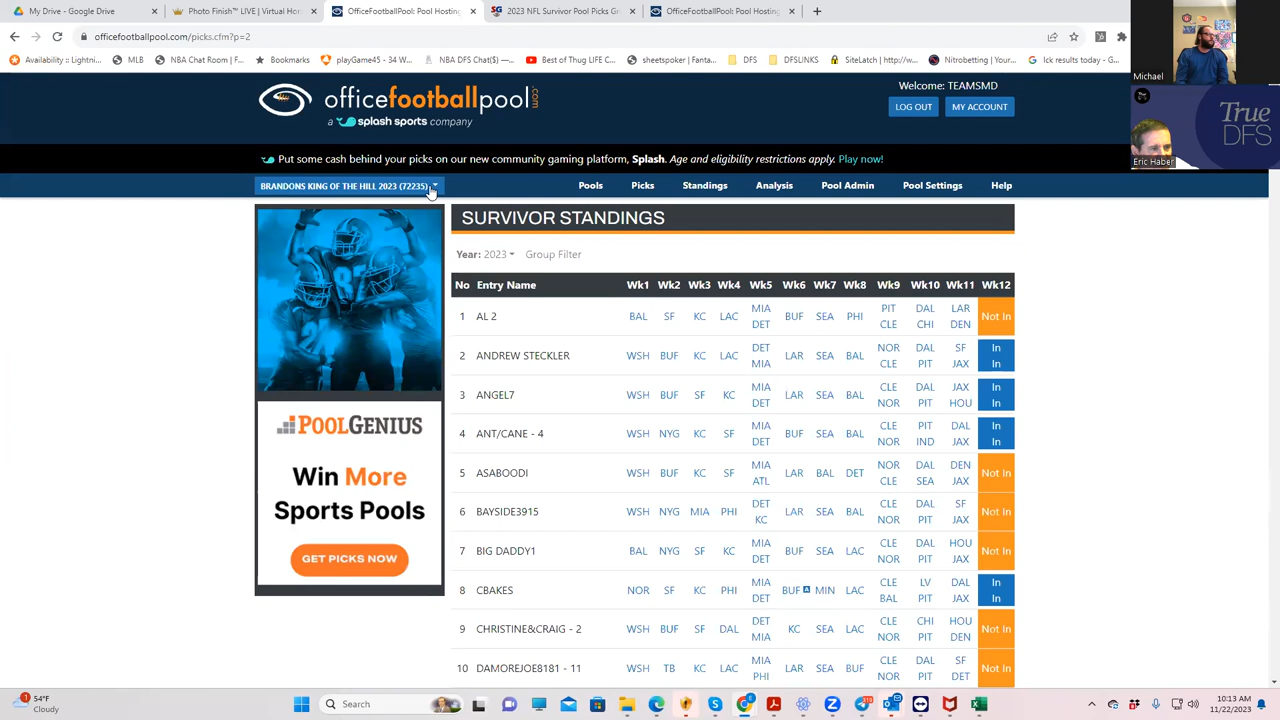 My Drive - Google Drive
Photo Finish™ LIVE | Virtual Hors
OfficeFootballPool: Pool Hosting
2023 NFL Survivor Pool Picks Gr
OfficeFootballPool: Pool Hosting
officefootballpool.com/picks.cfm?p=2
Availability :: Lightni...
MLB
NBA Chat Room | F...
Bookmarks
playGame45 - 34 W...
NBA DFS Chat($) —...
Best of Thug LIFE C...
sheetspoker | Fanta...
DFS
DFSLINKS
SiteLatch | http://w...
Nitrobetting | Your...
Ick results today - G...
Michael
True
DFS
Eric Haber
officefootballpool.com
a splash sports company
Welcome: TEAMSMD
LOG OUT
MY ACCOUNT
Put some cash behind your picks on our new community gaming platform, Splash. Age and eligibility restrictions apply. Play now!
BRANDONS KING OF THE HILL 2023 (72235)
Pools Picks Standings Analysis Pool Admin Pool Settings Help
SURVIVOR STANDINGS
Year: 2023 Group Filter
No Entry Name Wk1 Wk2 Wk3 Wk4 Wk5 Wk6 Wk7 Wk8 Wk9 Wk10 Wk11 Wk12
MIA PIT DAL LAR
1 AL 2 BAL SF KC LAC BUF SEA PHI Not In
DET CLE CHI DEN
DET NOR DAL SF In
2 ANDREW STECKLER WSH BUF KC LAC LAR SEA BAL
MIA CLE PIT JAX In
MIA CLE DAL JAX In
3 ANGEL7 WSH BUF SF KC LAR SEA BAL
DET NOR PIT HOU In
MIA CLE PIT DAL In
4 ANT/CANE - 4 WSH NYG KC SF BUF SEA BAL
DET NOR IND JAX In
MIA NOR DAL DEN
5 ASABOODI WSH BUF KC SF LAR BAL DET Not In
ATL CLE SEA JAX
DET CLE DAL SF
6 BAYSIDE3915 WSH NYG MIA PHI LAR SEA BAL Not In
KC NOR PIT JAX
MIA CLE DAL HOU
7 BIG DADDY1 BAL NYG SF KC BUF SEA LAC Not In
DET NOR PIT JAX
MIA CLE LV DAL In
8 CBAKES NOR SF KC PHI BUF A MIN LAC
DET BAL PIT JAX In
DET CLE CHI HOU
9 CHRISTINE&CRAIG - 2 WSH BUF SF DAL KC SEA LAC Not In
MIA NOR PIT DEN
MIA CLE DAL SF
10 DAMOREJOE8181 - 11 WSH TB KC LAC LAR SEA BUF Not In
PHI NOR PIT DET
POOLGENIUS
Win More
Sports Pools
GET PICKS NOW
1
54°F
Cloudy
Search
10:13 AM
11/22/2023